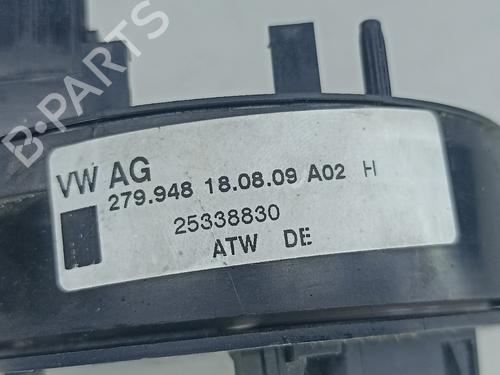 B-PARTS
VW AG
279.948 18.08.09 A02 H
25338830
ATW DE